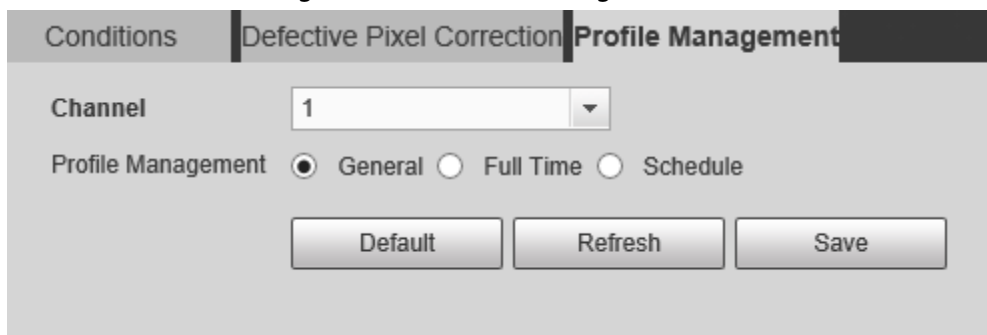 Conditions Defective Pixel Correction Profile Management
Channel 1
Profile Management General Full Time Schedule
Default Refresh Save